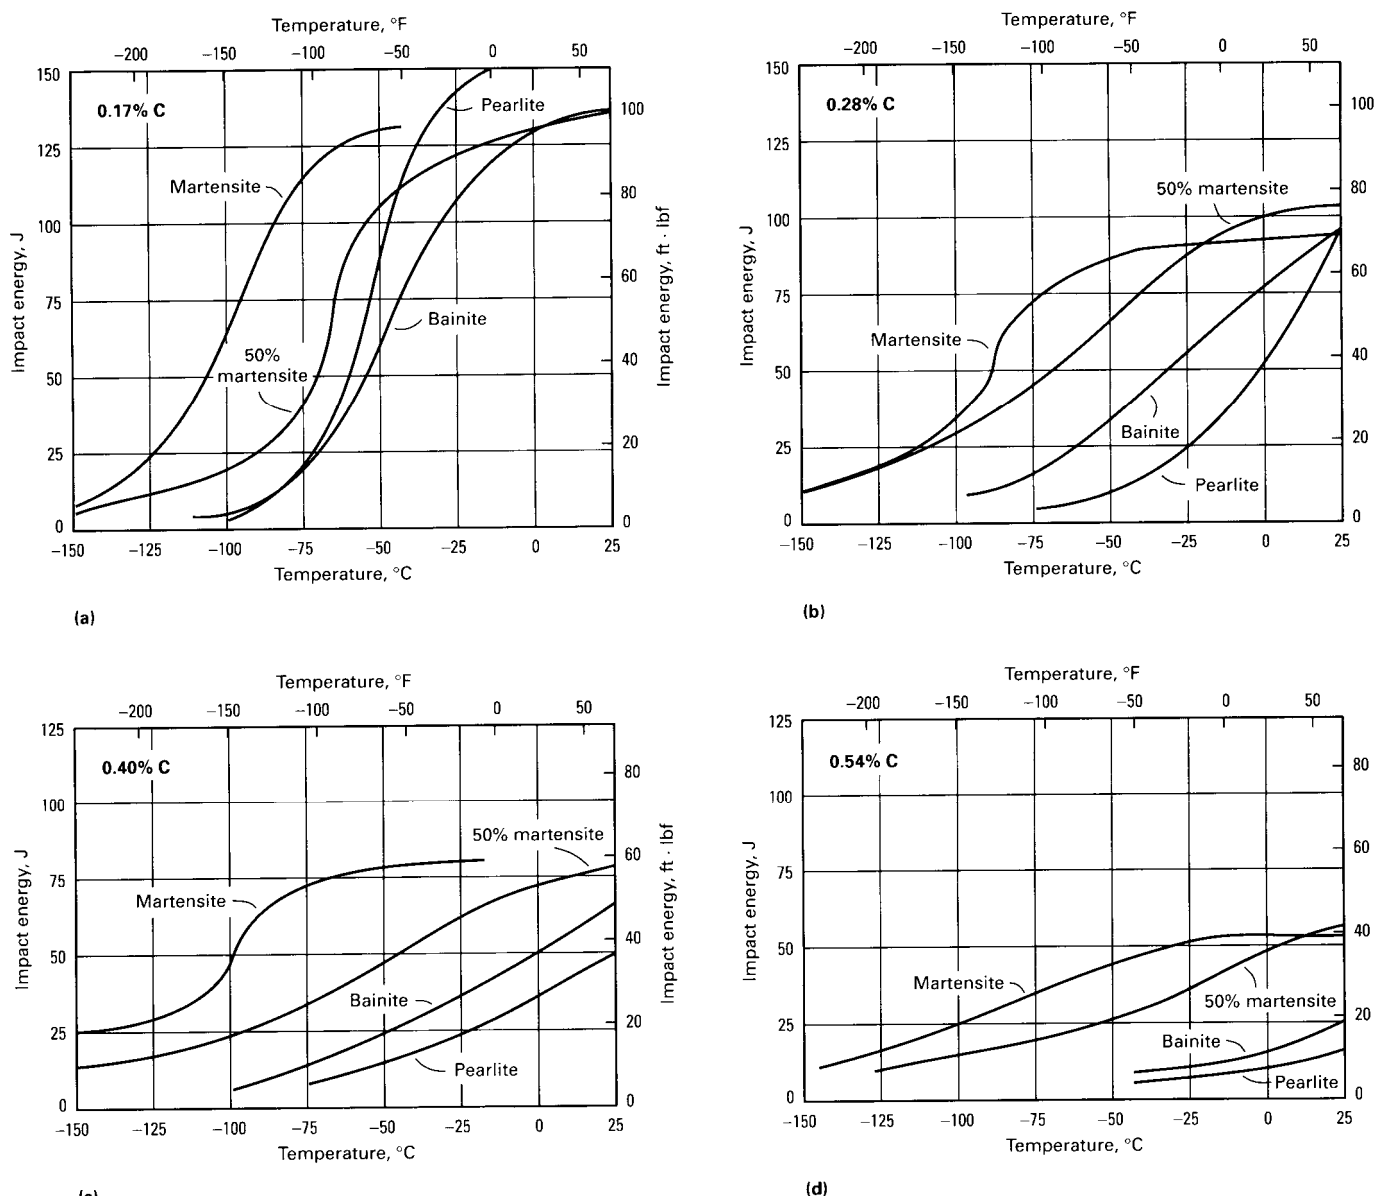 Temperature, °F
−200 −150 −100 −50 0 50
150 125 100 75 50 25 0
Impact energy, J
0.17% C
Martensite
50%
martensite
Pearlite
Bainite
100 80 60 40 20 0
Impact energy, ft · lbf
−150 −125 −100 −75 −50 −25 0 25
Temperature, °C
(a)
Temperature, °F
−200 −150 −100 −50 0 50
150 125 100 75 50 25 0
Impact energy, J
0.28% C
50% martensite
Martensite
Bainite
Pearlite
100 80 60 40 20 0
−150 −125 −100 −75 −50 −25 0 25
Temperature, °C
(b)
Temperature, °F
−200 −150 −100 −50 0 50
125 100 75 50 25 0
Impact energy, J
0.40% C
50% martensite
Martensite
Bainite
Pearlite
80 60 40 20 0
Impact energy, ft · lbf
−150 −125 −100 −75 −50 −25 0 25
Temperature, °C
Temperature, °F
−200 −150 −100 −50 0 50
125 100 75 50 25 0
Impact energy, J
0.54% C
Martensite
50% martensite
Bainite
Pearlite
80 60 40 20 0
−150 −125 −100 −75 −50 −25 0 25
Temperature, °C
(d)